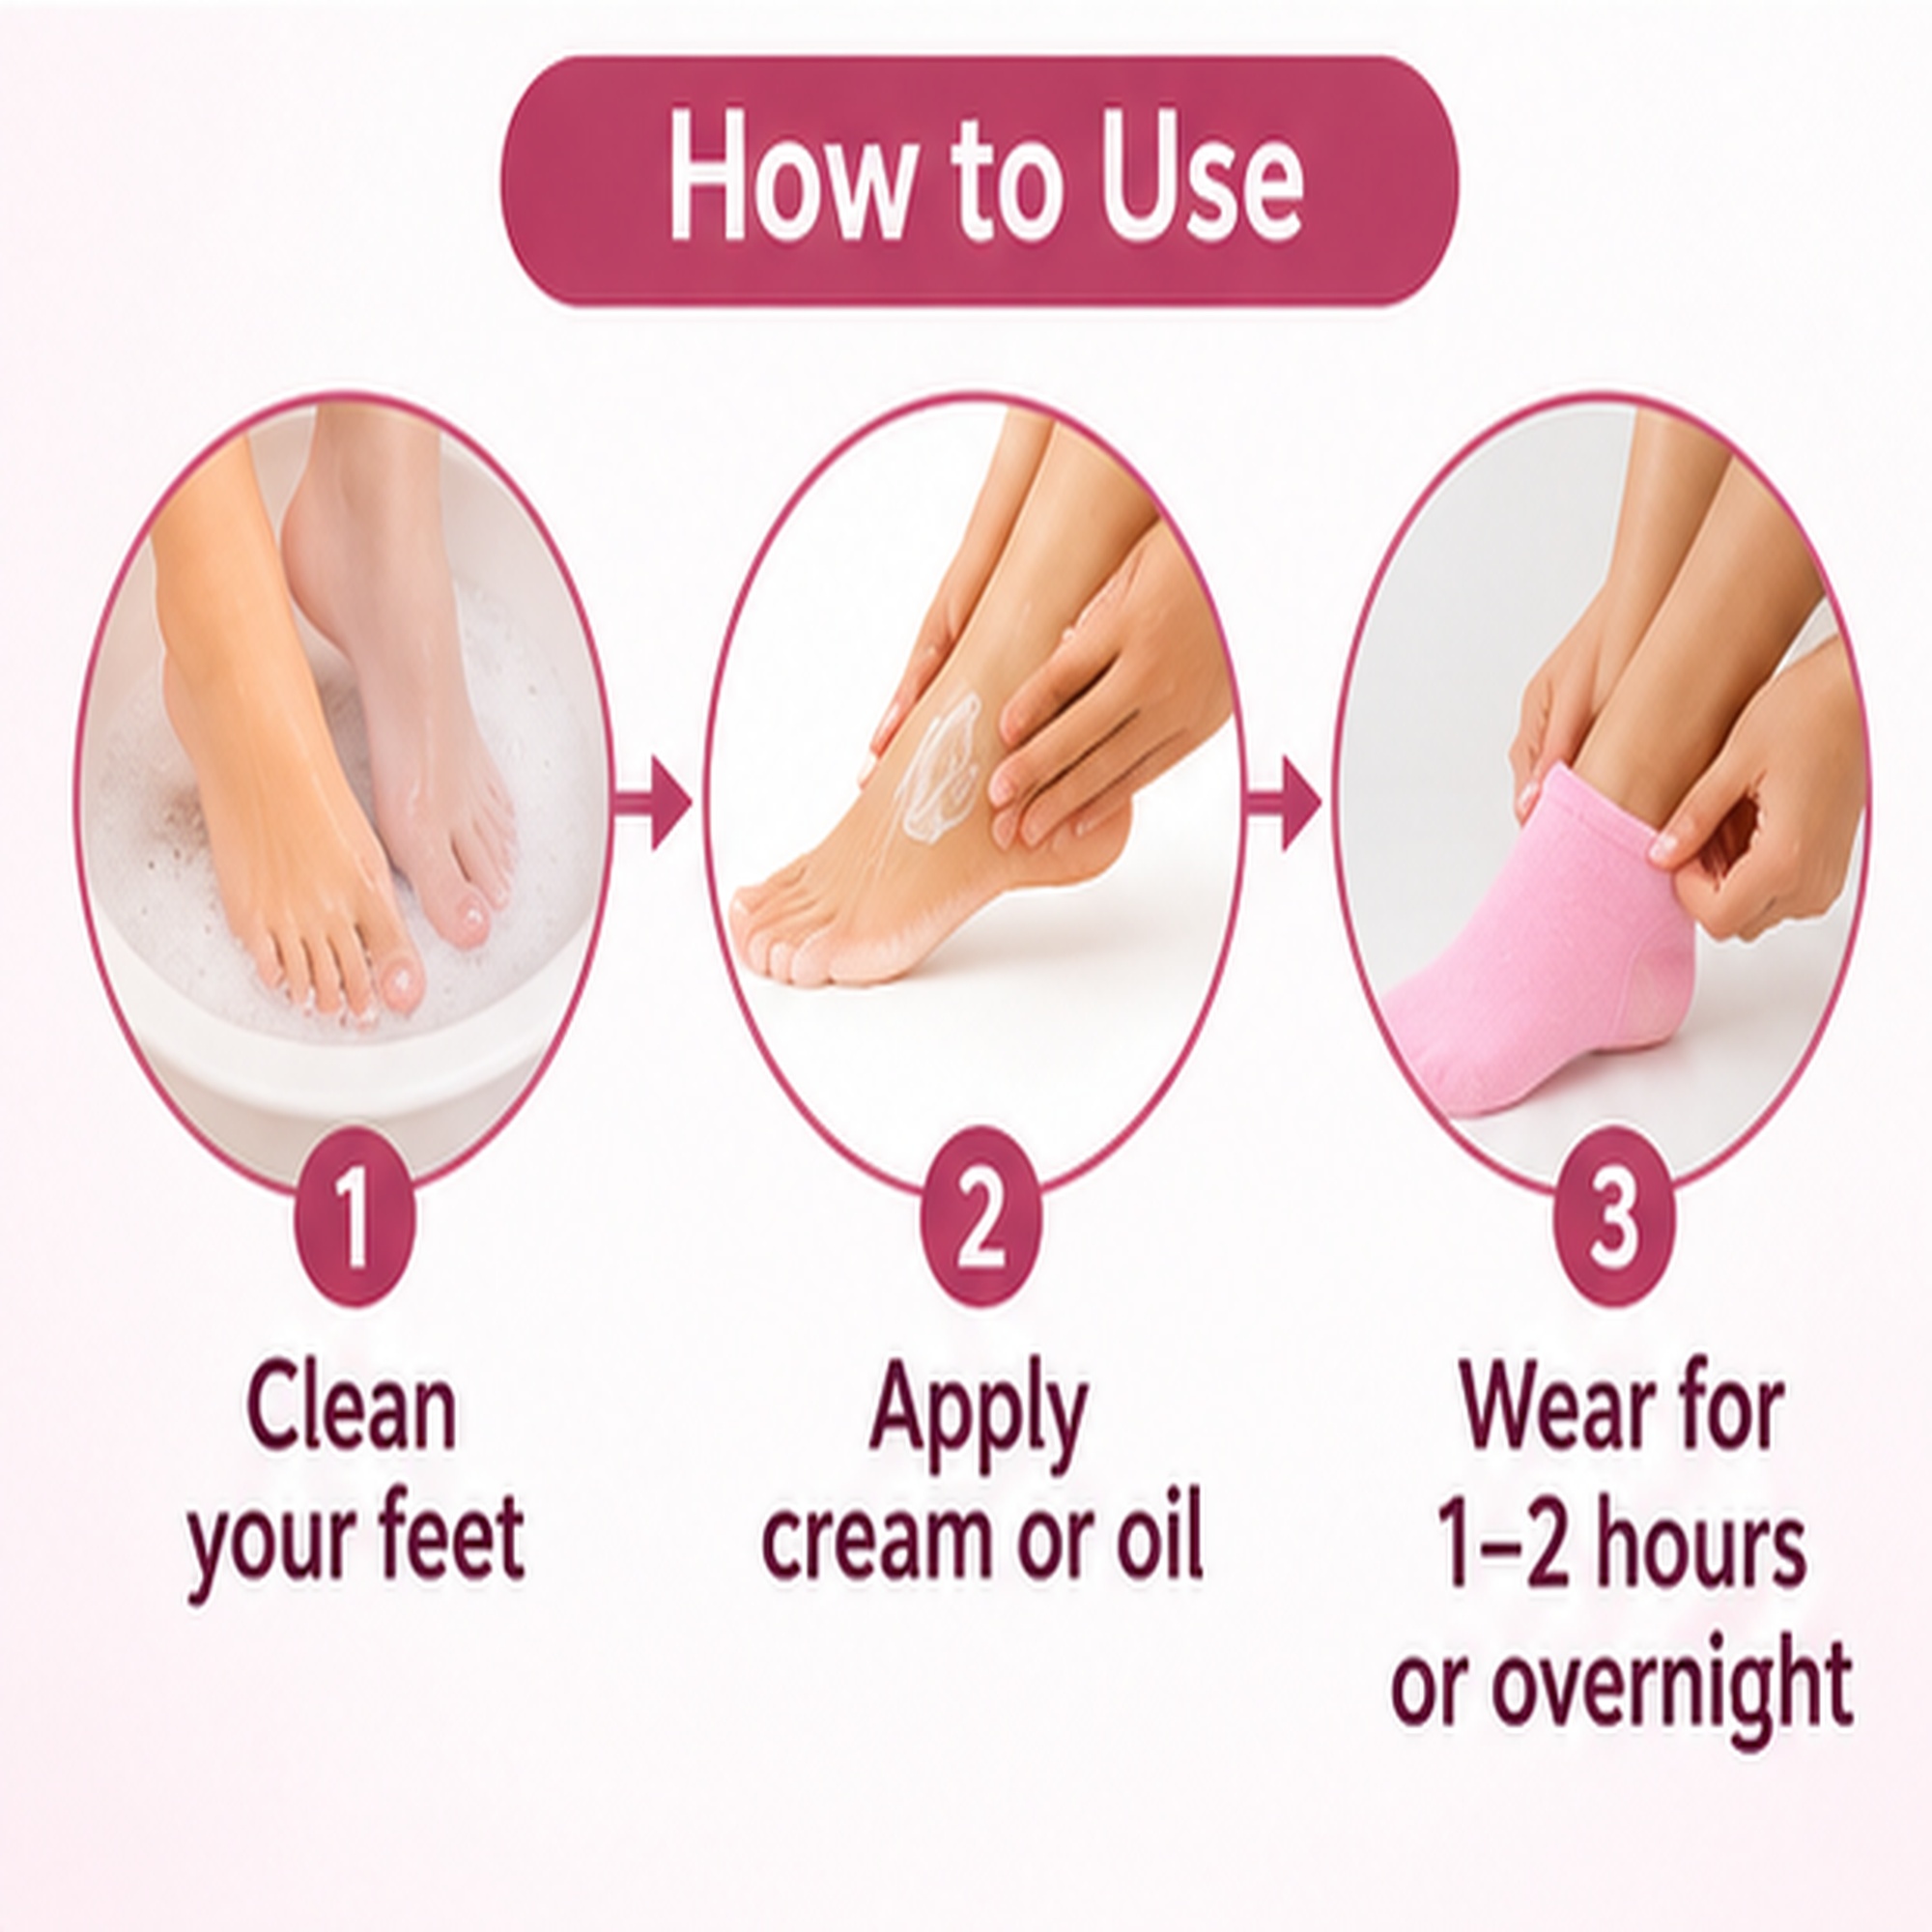 How to Use
1
Clean
your feet
2
Apply
cream or oil
3
Wear for
1–2 hours
or overnight